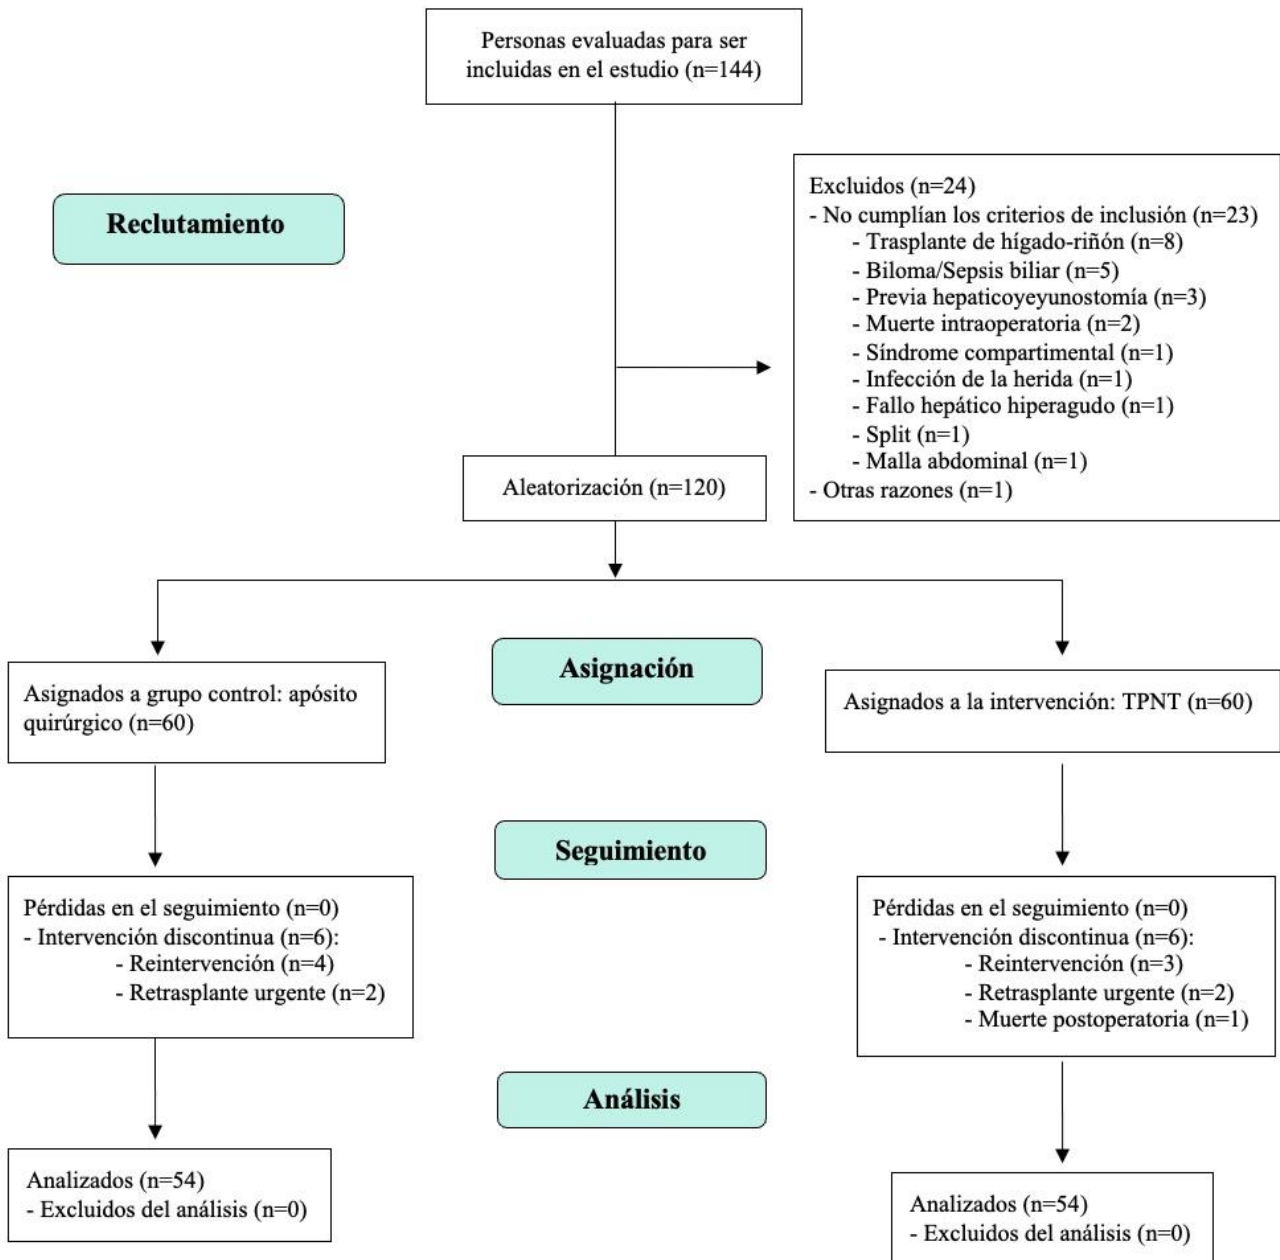 Personas evaluadas para ser
incluidas en el estudio (n=144)
Reclutamiento
Excluidos (n=24)
- No cumplían los criterios de inclusión (n=23)
- Trasplante de hígado-riñón (n=8)
- Biloma/Sepsis biliar (n=5)
- Previa hepaticoyeyunostomía (n=3)
- Muerte intraoperatoria (n=2)
- Síndrome compartimental (n=1)
- Infección de la herida (n=1)
- Fallo hepático hiperagudo (n=1)
- Split (n=1)
- Malla abdominal (n=1)
- Otras razones (n=1)
Aleatorización (n=120)
Asignación
Asignados a grupo control: apósito
quirúrgico (n=60)
Asignados a la intervención: TPNT (n=60)
Seguimiento
Pérdidas en el seguimiento (n=0)
- Intervención discontinua (n=6):
- Reintervención (n=4)
- Retrasplante urgente (n=2)
Pérdidas en el seguimiento (n=0)
- Intervención discontinua (n=6):
- Reintervención (n=3)
- Retrasplante urgente (n=2)
- Muerte postoperatoria (n=1)
Análisis
Analizados (n=54)
- Excluidos del análisis (n=0)
Analizados (n=54)
- Excluidos del análisis (n=0)